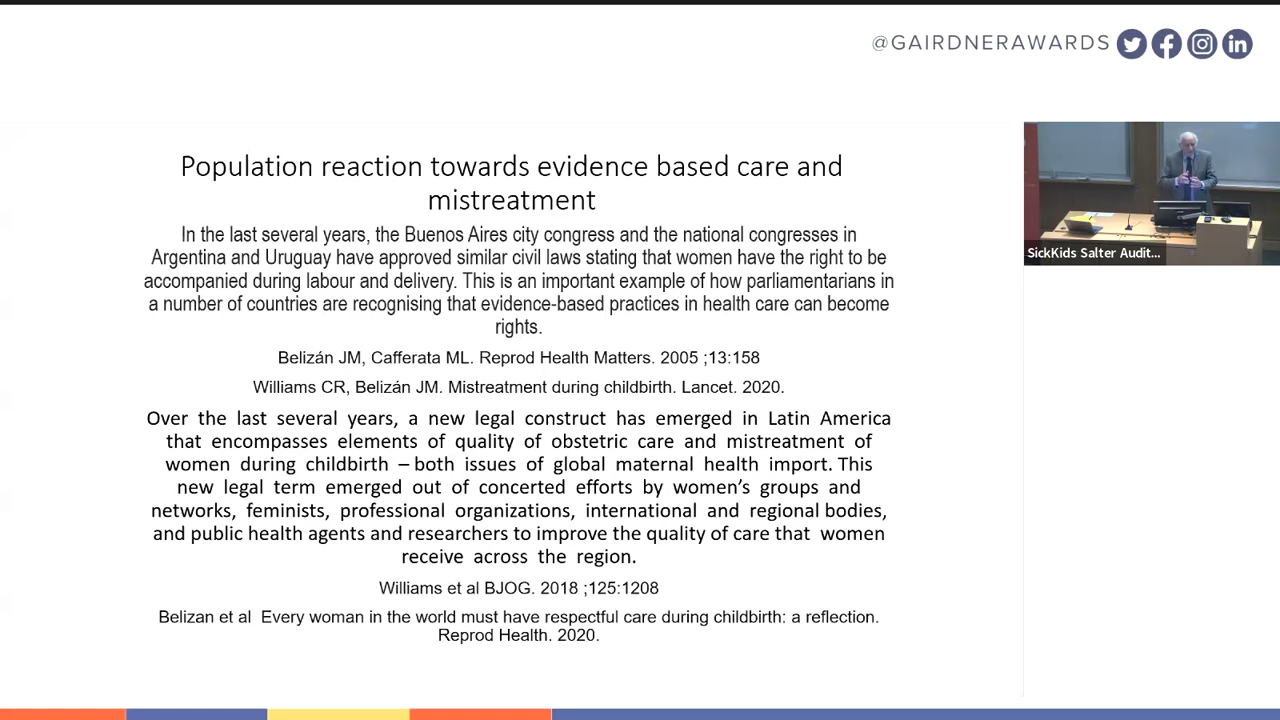 @GAIRDNERAWARDS
Population reaction towards evidence based care and
mistreatment
In the last several years, the Buenos Aires city congress and the national congresses in
Argentina and Uruguay have approved similar civil laws stating that women have the right to be
accompanied during labour and delivery. This is an important example of how parliamentarians in
a number of countries are recognising that evidence-based practices in health care can become
rights.
Belizán JM, Cafferata ML. Reprod Health Matters. 2005 ;13:158
Williams CR, Belizán JM. Mistreatment during childbirth. Lancet. 2020.
Over the last several years, a new legal construct has emerged in Latin America
that encompasses elements of quality of obstetric care and mistreatment of
women during childbirth – both issues of global maternal health import. This
new legal term emerged out of concerted efforts by women's groups and
networks, feminists, professional organizations, international and regional bodies,
and public health agents and researchers to improve the quality of care that women
receive across the region.
Williams et al BJOG. 2018 ;125:1208
Belizan et al Every woman in the world must have respectful care during childbirth: a reflection.
Reprod Health. 2020.
SickKids Salter Audit...